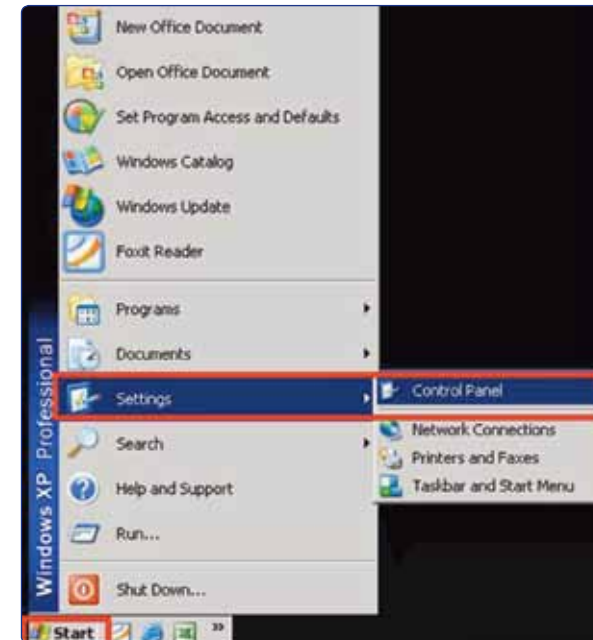 New Office Document
Open Office Document
Set Program Access and Defaults
Windows Catalog
Windows Update
Foxit Reader
Programs
Documents
Settings
Control Panel
Network Connections
Search
Printers and Faxes
Help and Support
Taskbar and Start Menu
Run...
Shut Down...
Windows XP Professional
Start
»